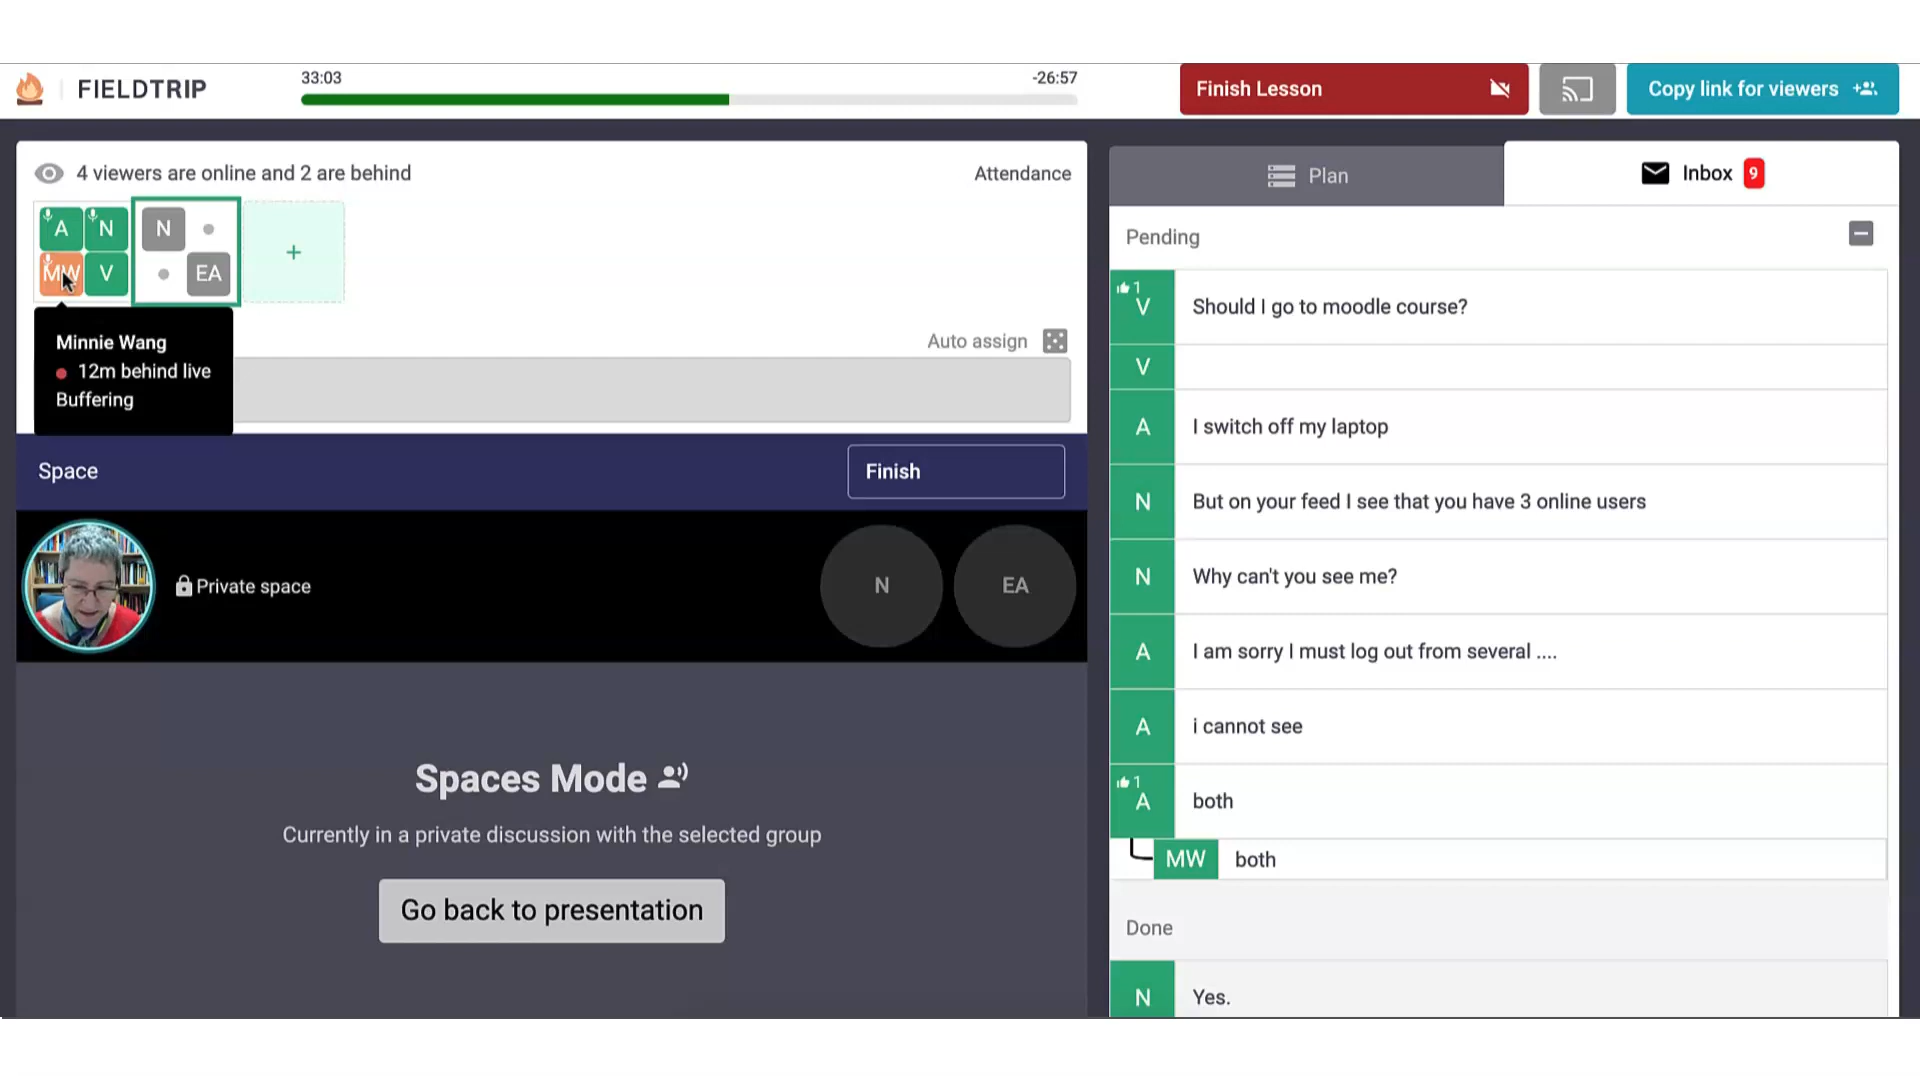 FIELDTRIP
33:03
-26:57
Finish Lesson
Copy link for viewers
4 viewers are online and 2 are behind
Attendance
A N
MW V
N
EA
+
Minnie Wang
12m behind live
Buffering
Auto assign
Space
Finish
Private space
N
EA
Spaces Mode
Currently in a private discussion with the selected group
Go back to presentation
Plan
Inbox 9
Pending
1
V Should I go to moodle course?
V
A I switch off my laptop
N But on your feed I see that you have 3 online users
N Why can't you see me?
A I am sorry I must log out from several ....
A i cannot see
1
A both
MW both
Done
N Yes.